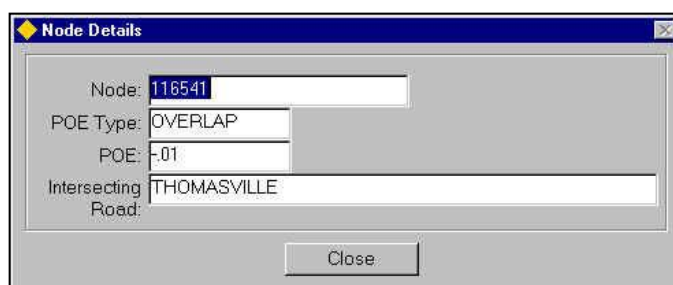 Node Details
Node: 116541
POE Type: OVERLAP
POE: -.01
Intersecting Road: THOMASVILLE
Close